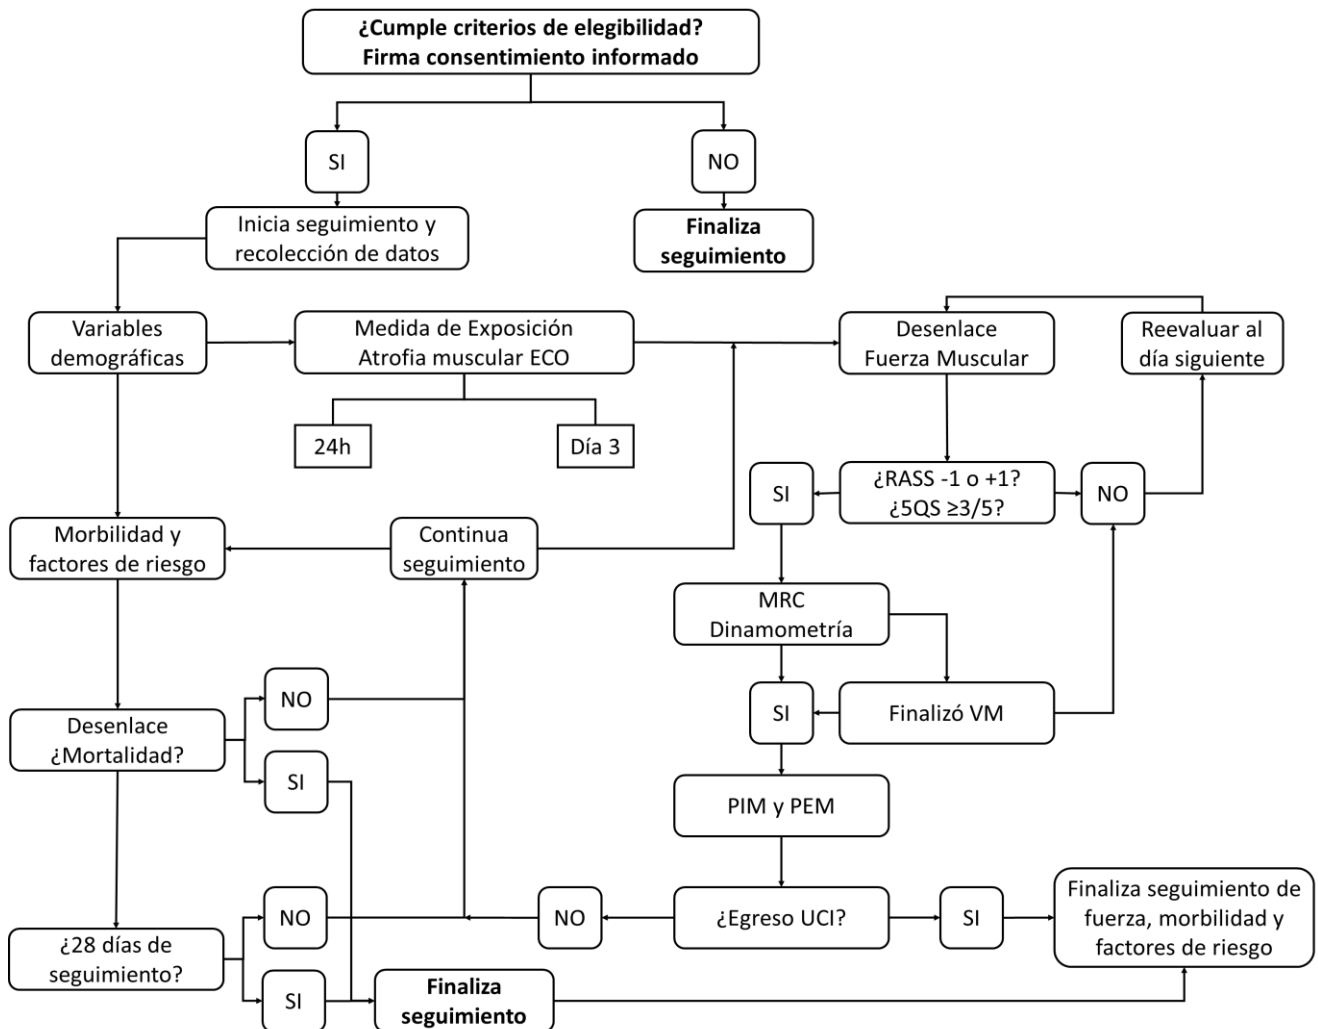 ¿Cumple criterios de elegibilidad?
Firma consentimiento informado
SI
NO
Inicia seguimiento y
recolección de datos
Finaliza
seguimiento
Variables
demográficas
Medida de Exposición
Atrofia muscular ECO
Desenlace
Fuerza Muscular
Reevaluar al
día siguiente
24h
Día 3
SI
¿RASS -1 o +1?
¿5QS ≥3/5?
NO
Morbilidad y
factores de riesgo
Continua
seguimiento
MRC
Dinamometría
NO
SI
Finalizó VM
Desenlace
¿Mortalidad?
SI
PIM y PEM
NO
NO
¿Egreso UCI?
SI
Finaliza seguimiento de
fuerza, morbilidad y
factores de riesgo
¿28 días de
seguimiento?
SI
Finaliza
seguimiento